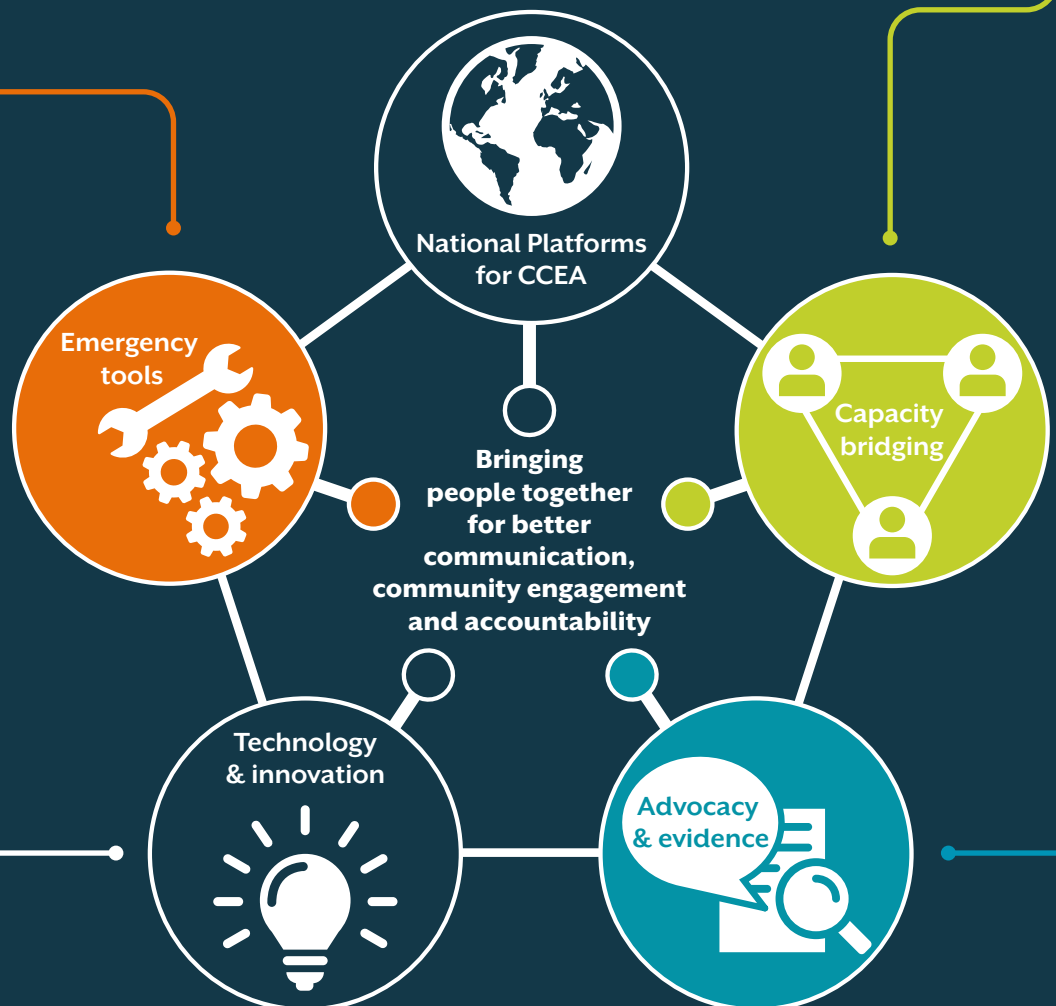 National Platforms
for CCEA
Emergency
tools
Capacity
bridging
Bringing
people together
for better
communication,
community engagement
and accountability
Technology
& innovation
Advocacy
& evidence